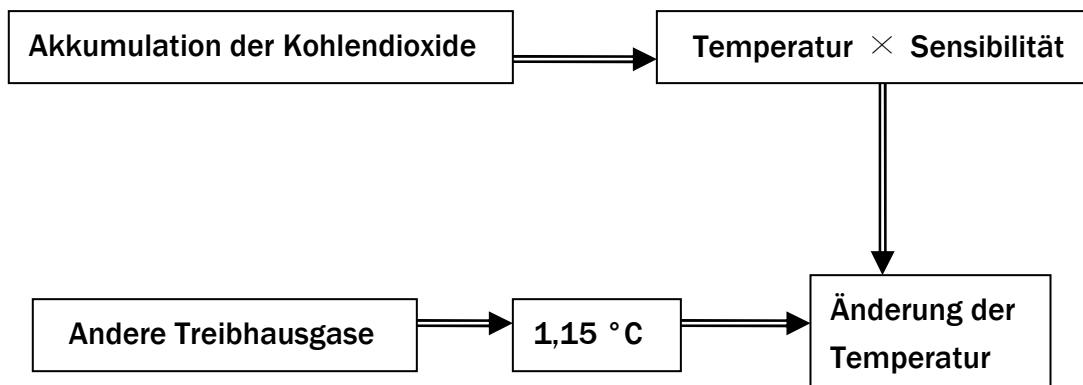 Akkumulation der Kohlendioxide
Temperatur × Sensibilität
Andere Treibhausgase
1,15 °C
Änderung der
Temperatur